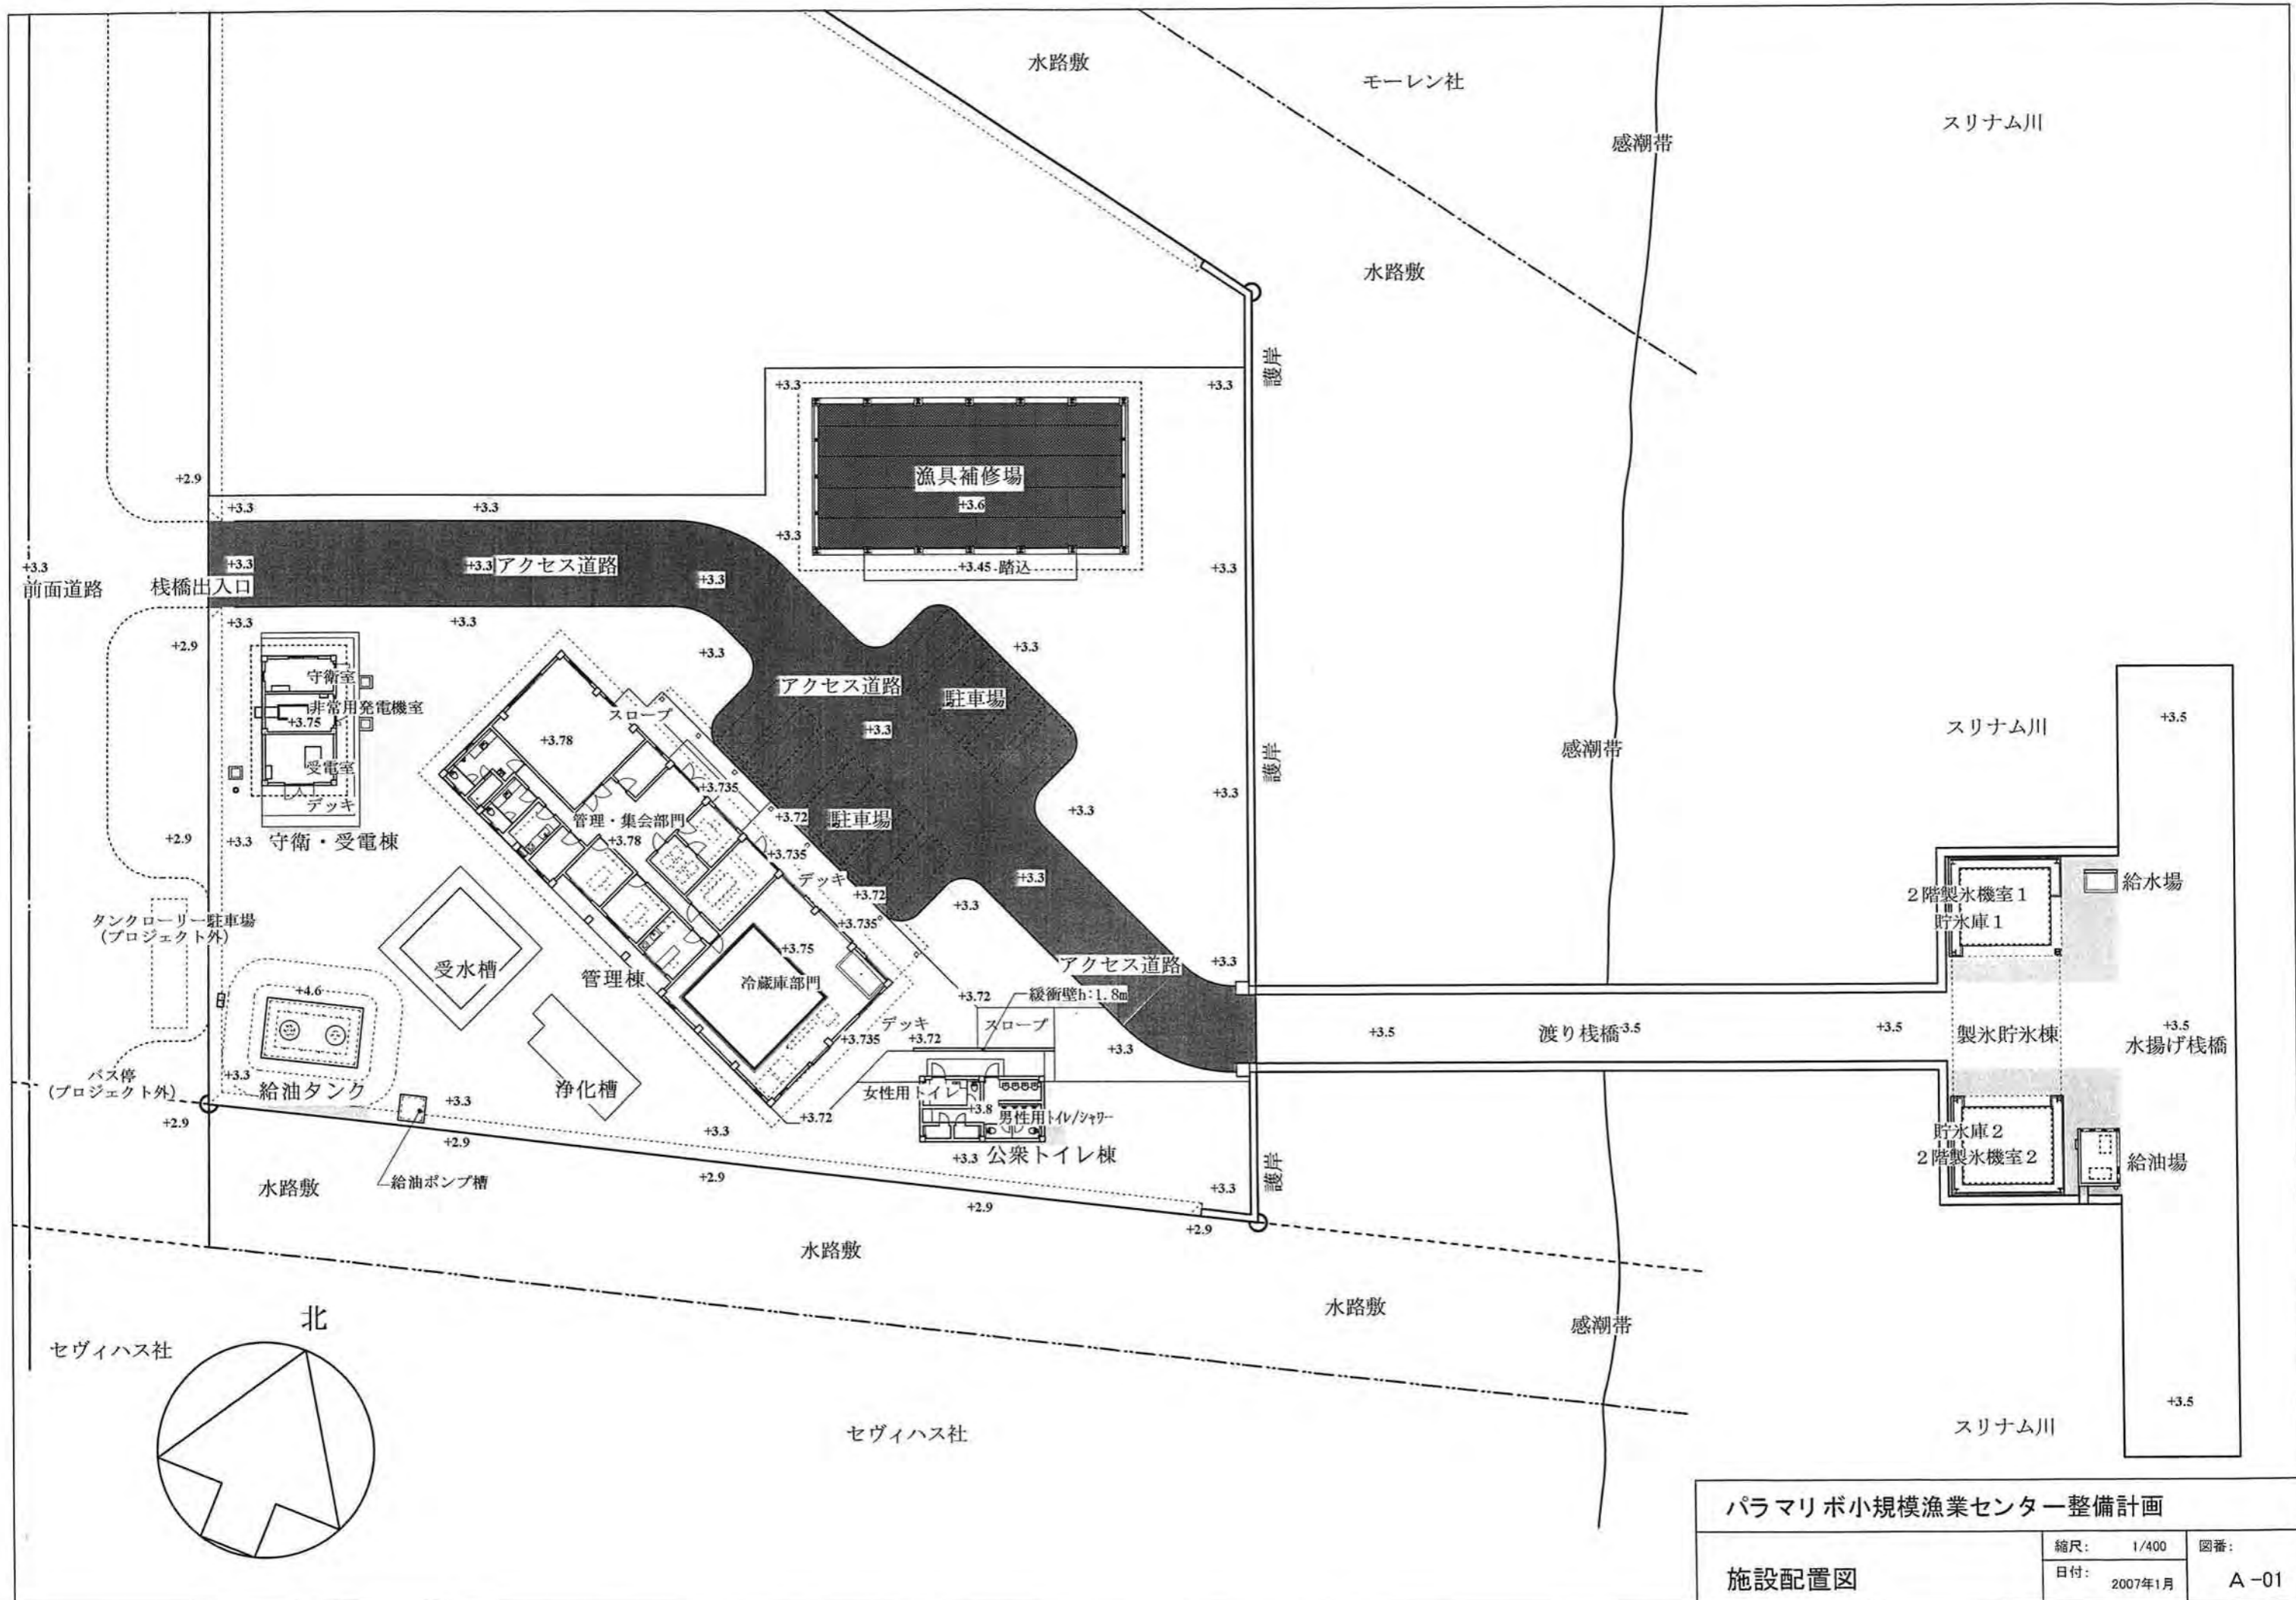 水路敷
モーレン社
スリナム川
感潮帯
水路敷
護岸
+3.3
+3.3
+2.9
漁具補修場
+3.6
+3.3
+3.3
+3.3
+3.45 踏込
+3.3
+3.3
前面道路
桟橋出入口
+3.3
+3.3
アクセス道路
+3.3
+3.3
+3.3
+2.9
+3.3
+3.3
守衛室
非常用発電機室
+3.75
受電室
デッキ
守衛・受電棟
+2.9
+3.3
スロープ
+3.78
アクセス道路
駐車場
+3.3
護岸
感潮帯
スリナム川
+3.5
+3.735
+3.72
駐車場
+3.3
+3.3
管理・集会部門
+3.78
+3.735
デッキ
+3.72
+3.3
+3.3
+3.735
2階製氷機室1
貯氷庫1
給水場
タンクローリー駐車場
(プロジェクト外)
受水槽
管理棟
+3.75
冷蔵庫部門
アクセス道路
+3.3
+4.6
+3.72
緩衝壁h:1.8m
デッキ
+3.72
スロープ
+3.735
+3.3
+3.5
渡り桟橋
+3.5
+3.5
製氷貯氷棟
+3.5
水揚げ桟橋
バス停
(プロジェクト外)
+3.3
給油タンク
浄化槽
女性用トイレ
+3.8
男性用トイレ/シャワー
+2.9
+3.3
+3.3
+3.72
+2.9
+3.3
公衆トイレ棟
護岸
貯氷庫2
2階製氷機室2
給油場
水路敷
給油ポンプ槽
+2.9
+3.3
+2.9
+2.9
水路敷
水路敷
感潮帯
+3.5
北
セヴィハス社
セヴィハス社
スリナム川
パラマリボ小規模漁業センター整備計画
施設配置図
縮尺: 1/400
日付: 2007年1月
図番:
A-01